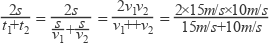 2s/(t₁+t₂) = 2s/(s/v₁+s/v₂) = 2v₁v₂/(v₁++v₂) = 2×15m/s×10m/s/(15m/s+10m/s)